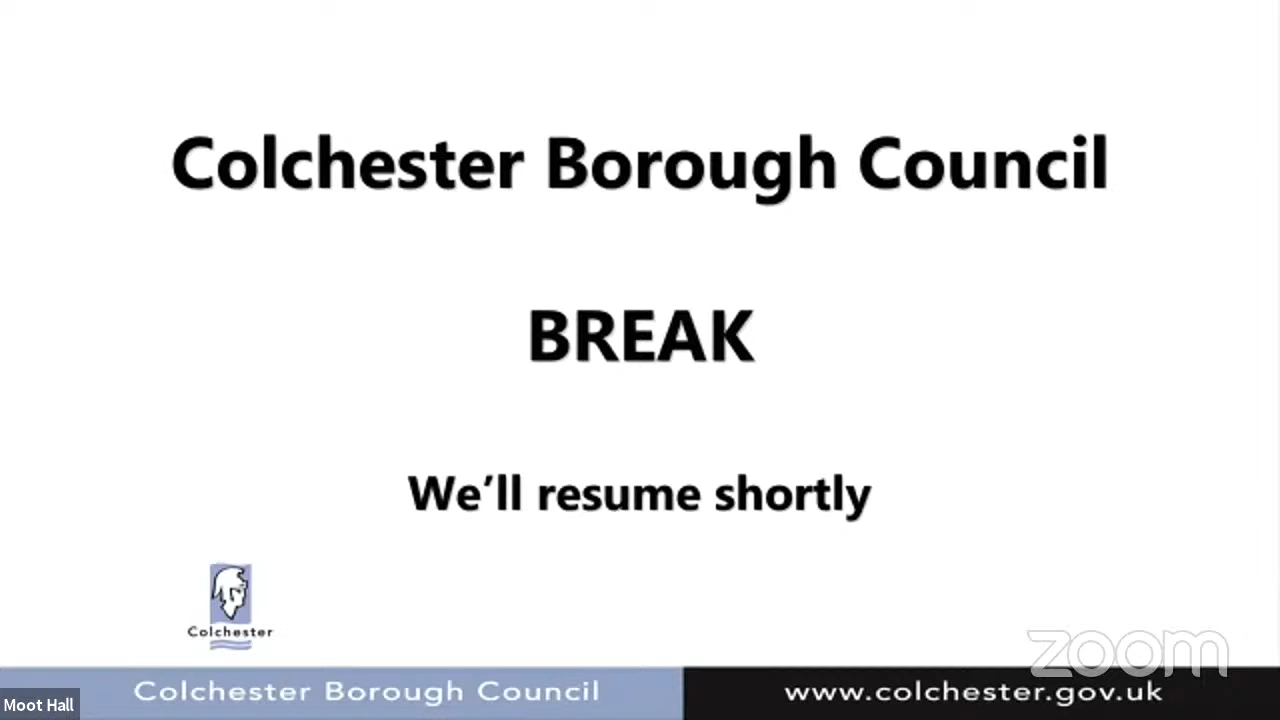 Colchester Borough Council
BREAK
We’ll resume shortly
Colchester
zoom
Colchester Borough Council
www.colchester.gov.uk
Moot Hall